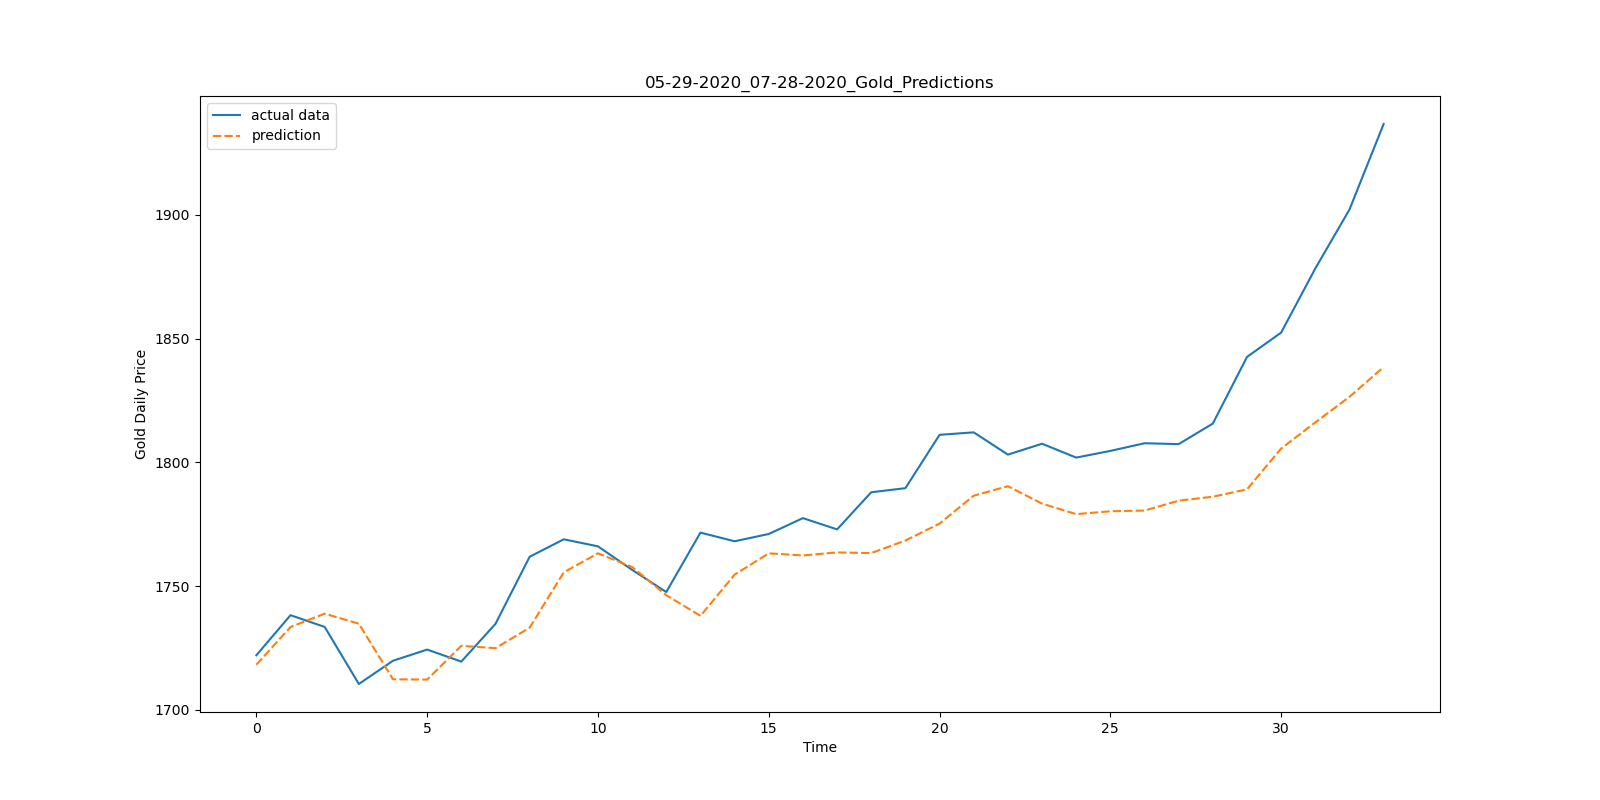 05-29-2020_07-28-2020_Gold_Predictions
actual data
prediction
1900
1850
1800
1750
1700
Gold Daily Price
0 5 10 15 20 25 30
Time